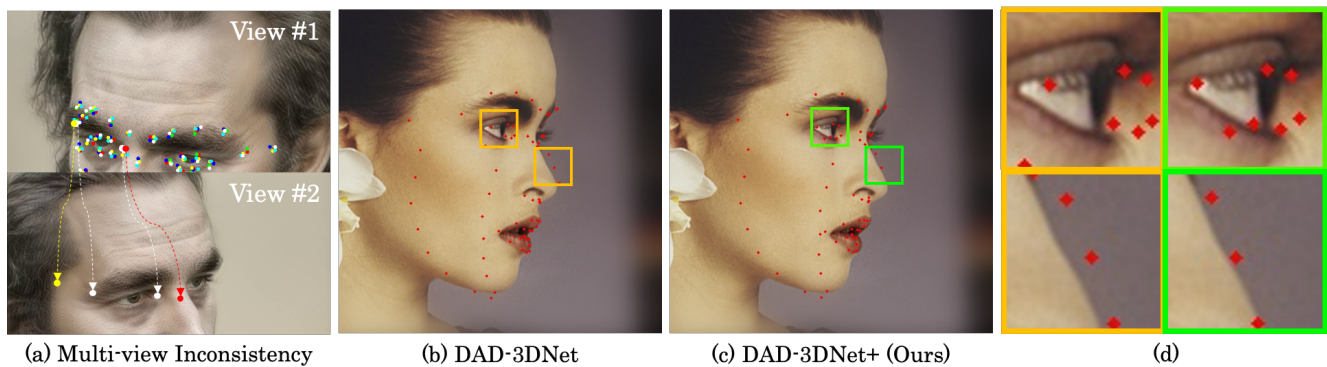 View #1
View #2
(a) Multi-view Inconsistency
(b) DAD-3DNet
(c) DAD-3DNet+ (Ours)
(d)